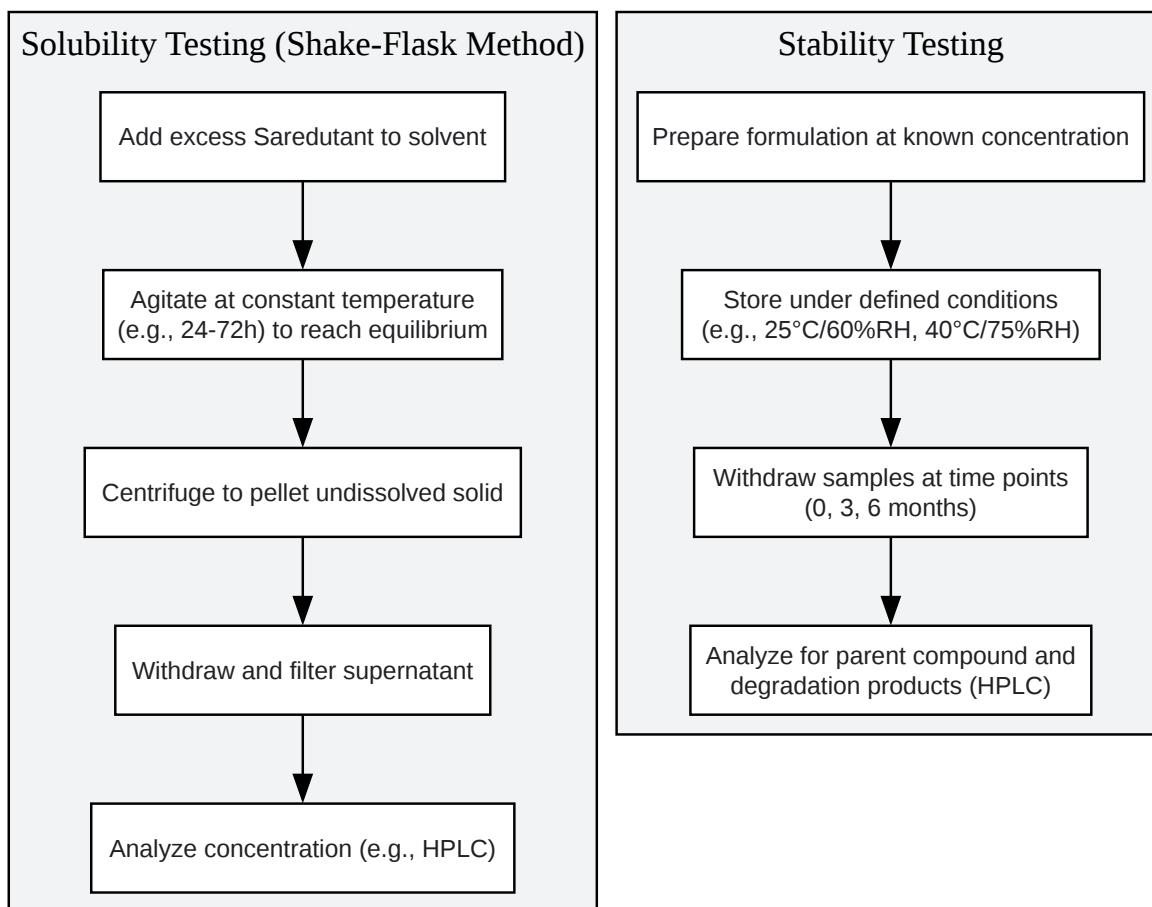 Solubility Testing (Shake-Flask Method)
Add excess Saredutant to solvent
Agitate at constant temperature
(e.g., 24-72h) to reach equilibrium
Centrifuge to pellet undissolved solid
Withdraw and filter supernatant
Analyze concentration (e.g., HPLC)
Stability Testing
Prepare formulation at known concentration
Store under defined conditions
(e.g., 25°C/60%RH, 40°C/75%RH)
Withdraw samples at time points
(0, 3, 6 months)
Analyze for parent compound and
degradation products (HPLC)